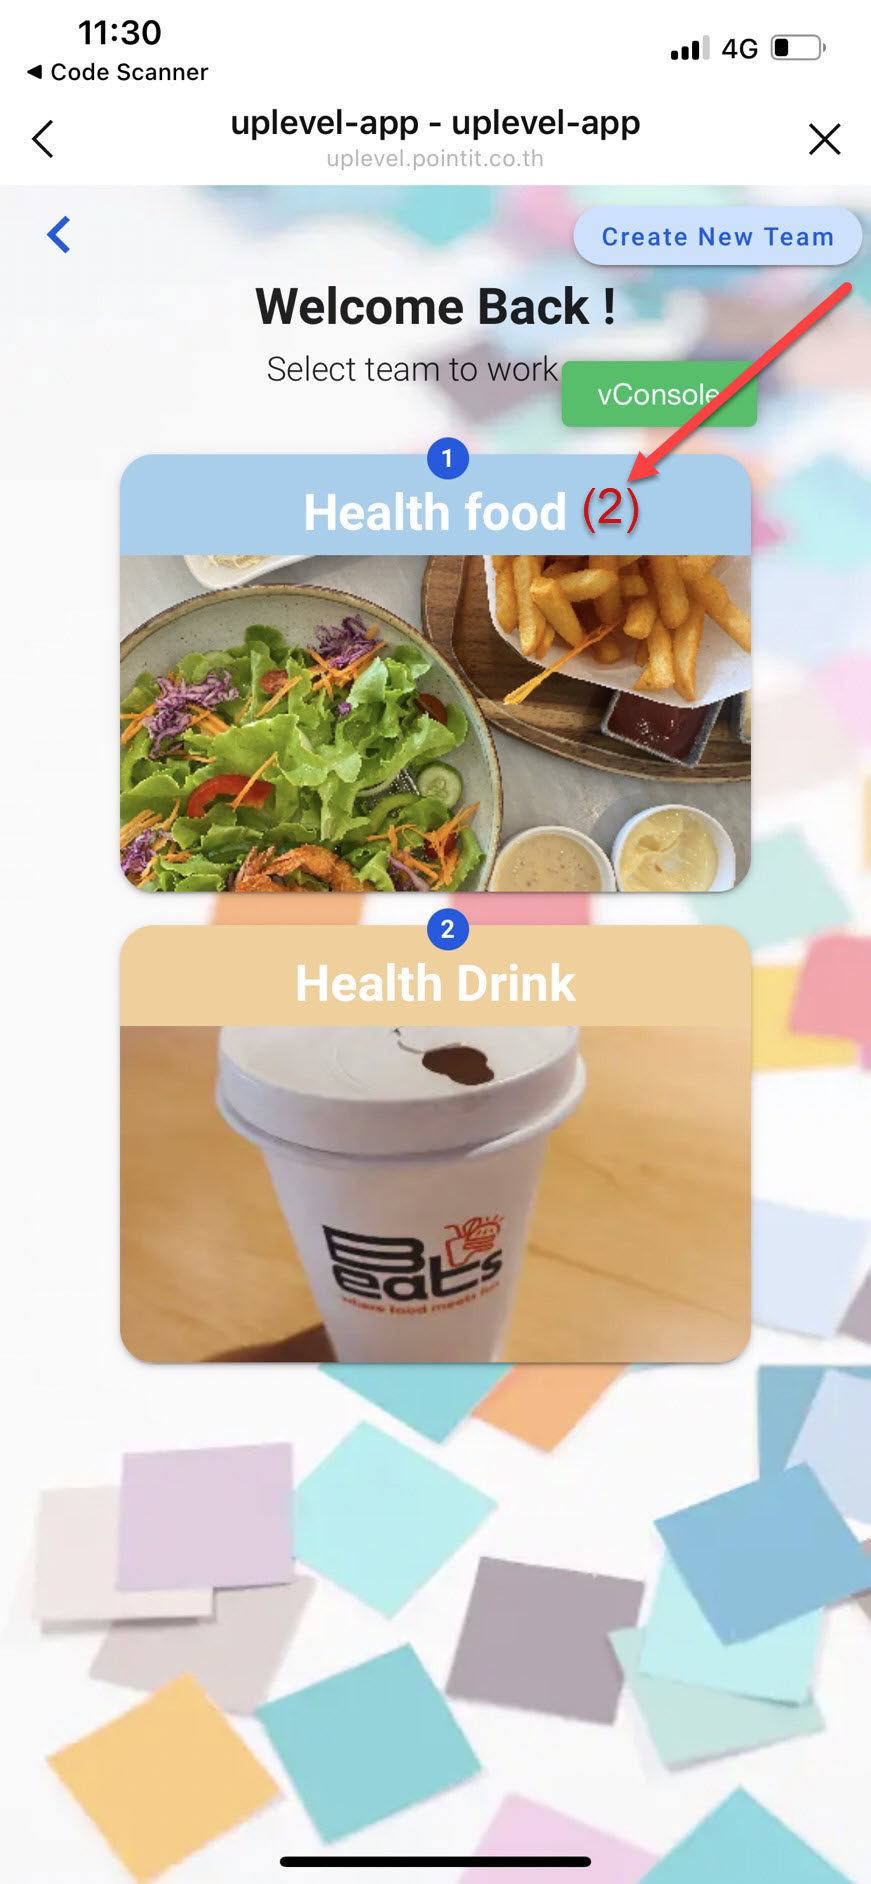 11:30
4G
◄ Code Scanner
uplevel-app - uplevel-app
uplevel.pointit.co.th
Create New Team
Welcome Back !
Select team to work
vConsole
1
Health food (2)
2
Health Drink
Beats
where food meets fun